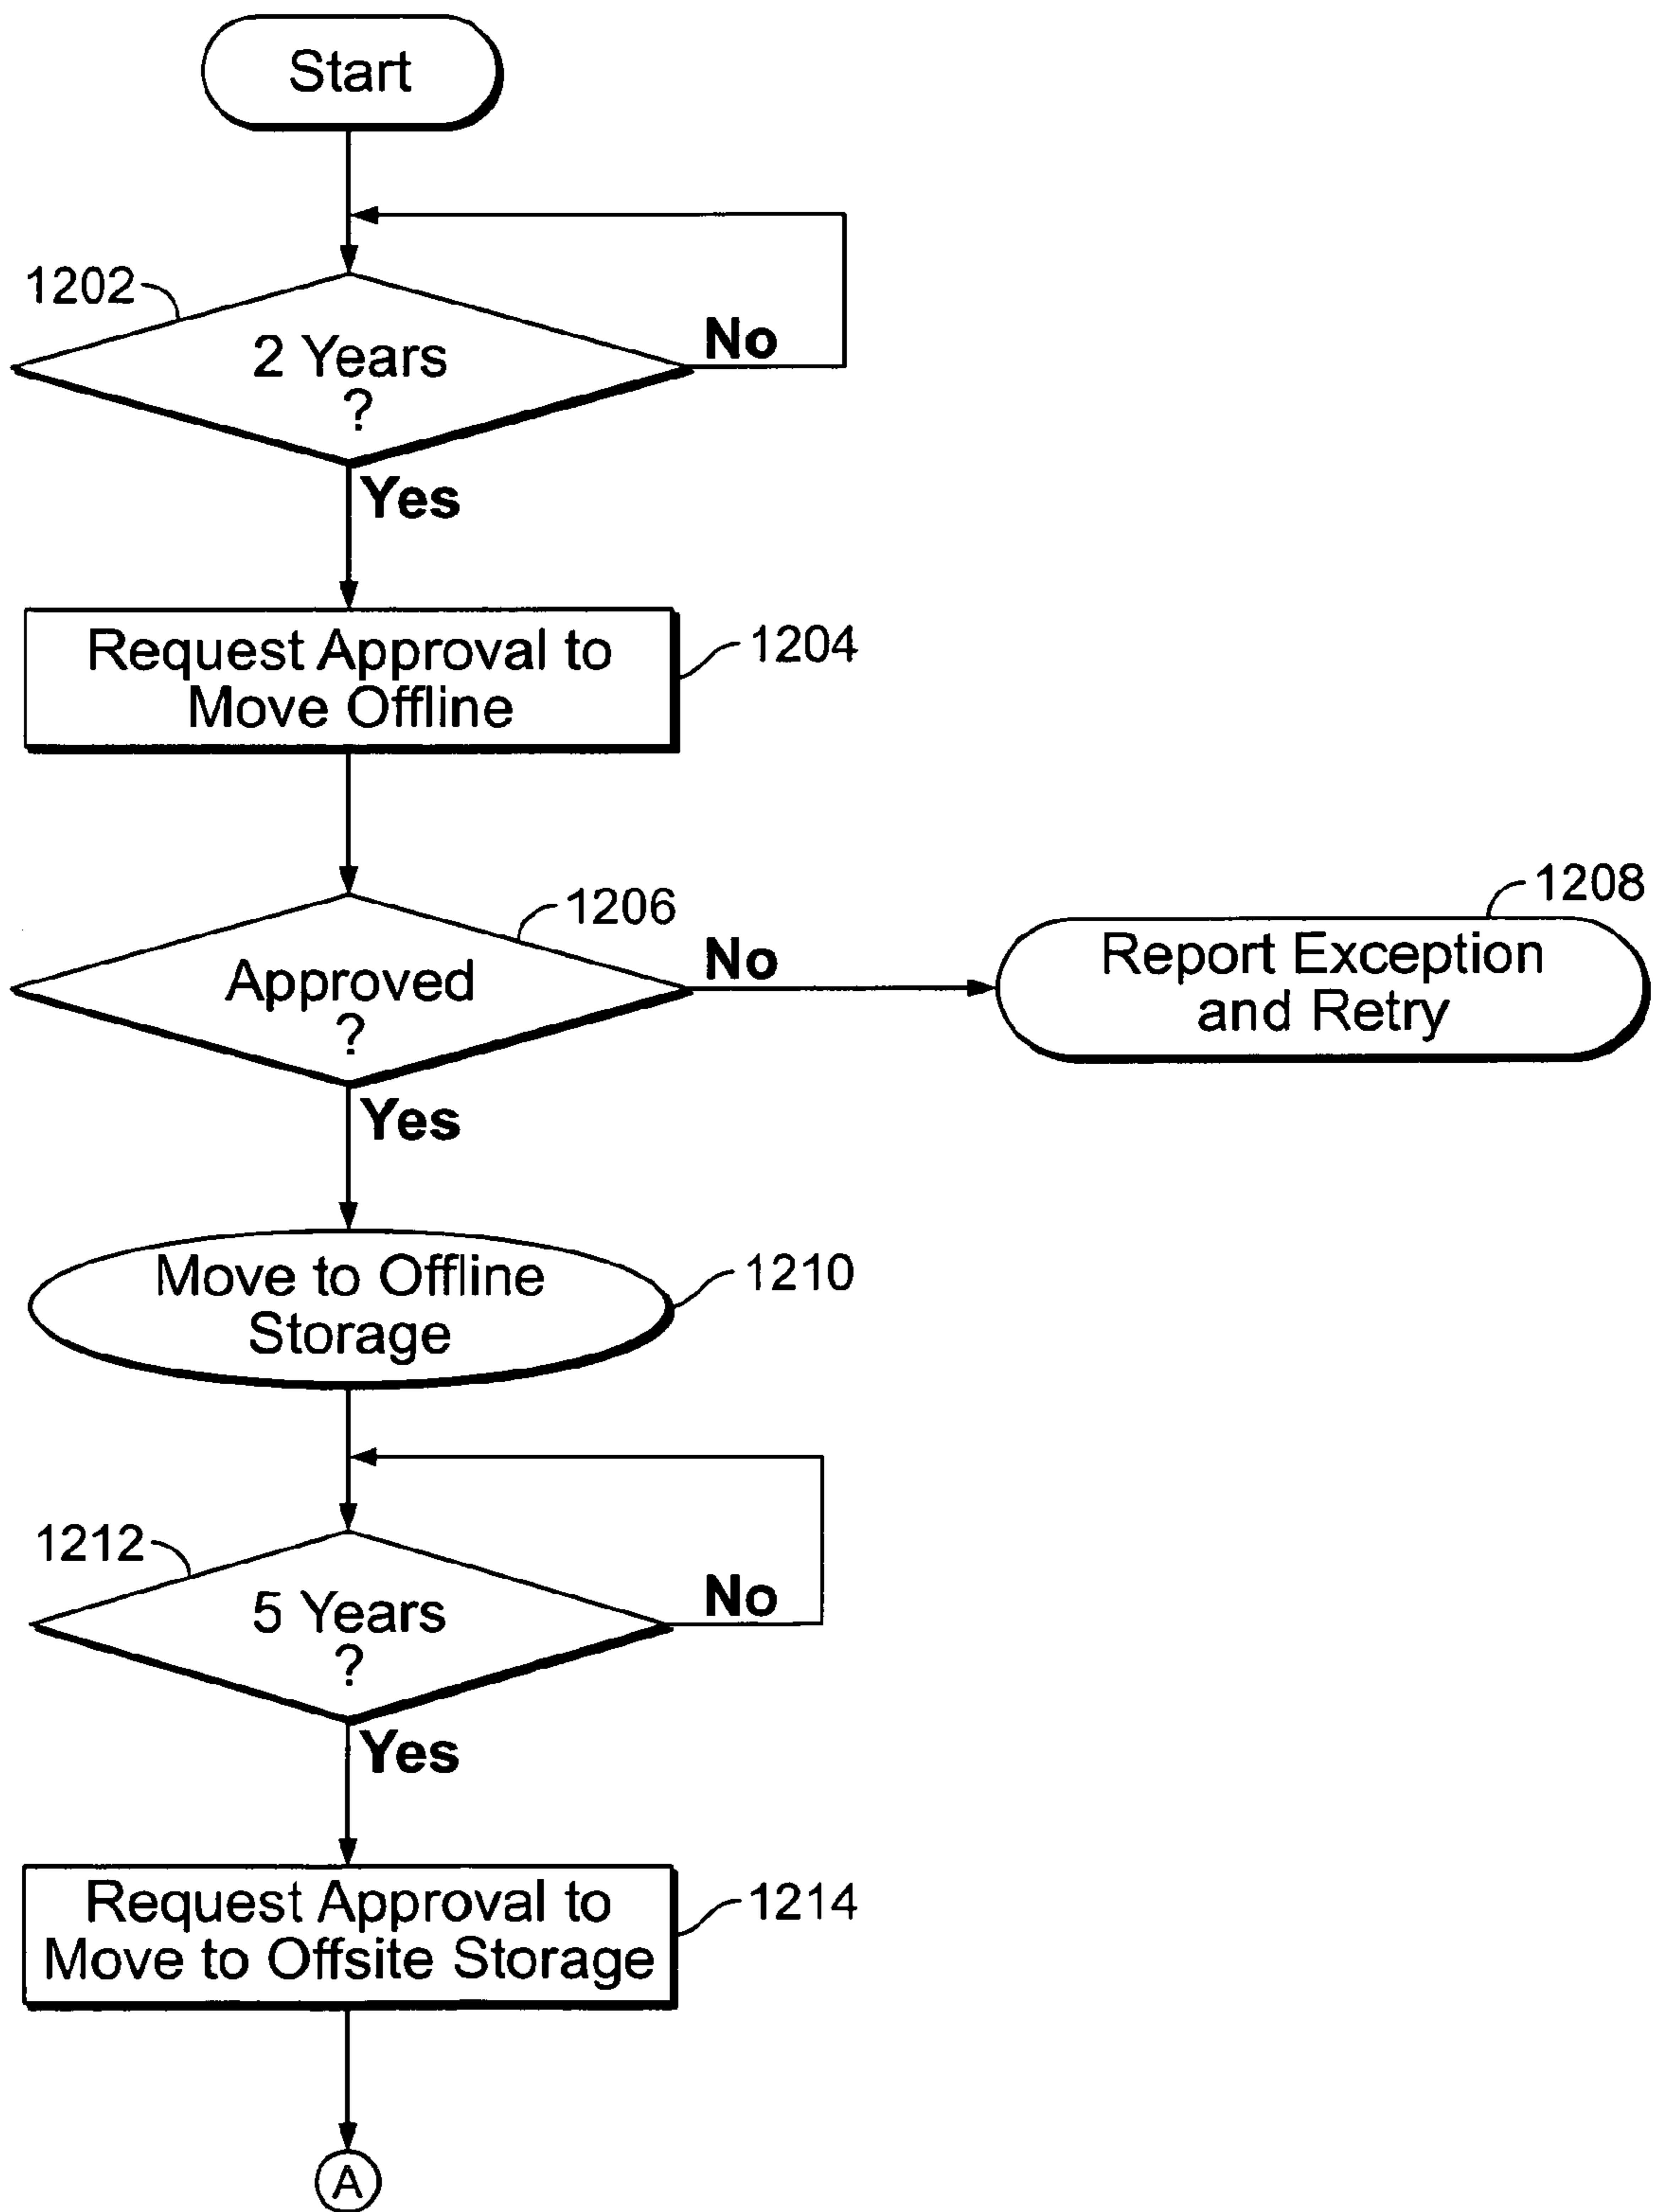 Start
1202
2 Years
?
No
Yes
Request Approval to
Move Offline
1204
1206
Approved
?
No
1208
Report Exception
and Retry
Yes
Move to Offline
Storage
1210
1212
5 Years
?
No
Yes
Request Approval to
Move to Offsite Storage
1214
A